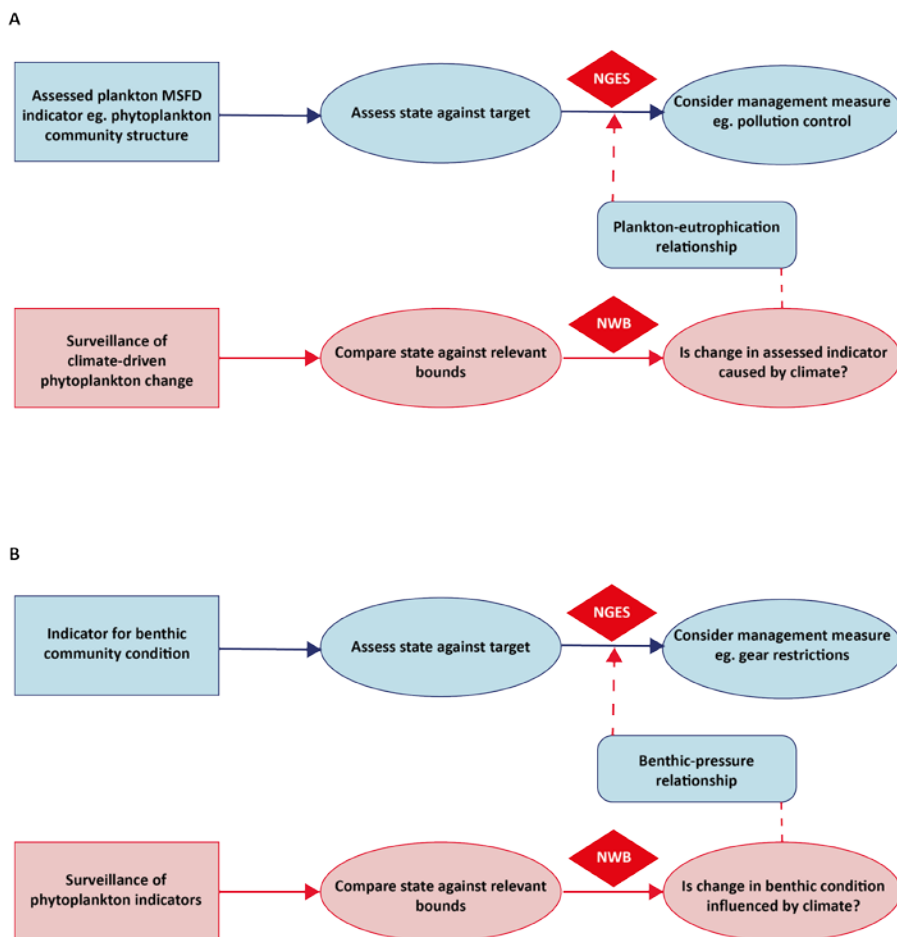 A
Assessed plankton MSFD
indicator eg. phytoplankton
community structure
Assess state against target
NGES
Consider management measure
eg. pollution control
Plankton-eutrophication
relationship
Surveillance of
climate-driven
phytoplankton change
Compare state against relevant
bounds
NWB
Is change in assessed indicator
caused by climate?
B
Indicator for benthic
community condition
Assess state against target
NGES
Consider management measure
eg. gear restrictions
Benthic-pressure
relationship
Surveillance of
phytoplankton indicators
Compare state against relevant
bounds
NWB
Is change in benthic condition
influenced by climate?